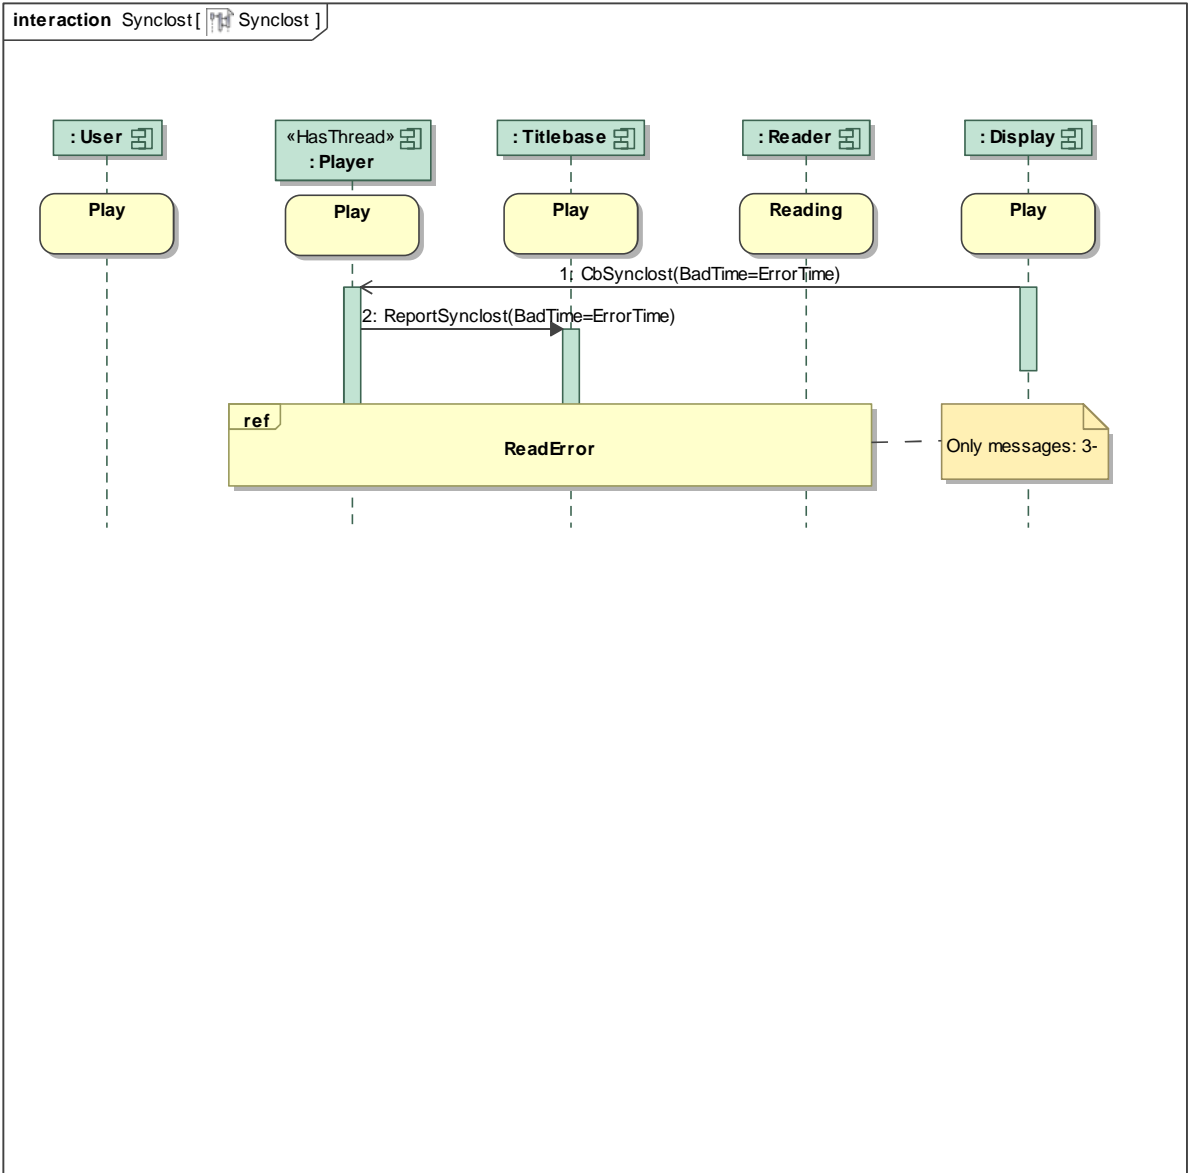 interaction Synclost [ Synclost ]
: User
«HasThread»
: Player
: Titlebase
: Reader
: Display
Play
Play
Play
Reading
Play
1: CbSynclost(BadTime=ErrorTime)
2: ReportSynclost(BadTime=ErrorTime)
ref
ReadError
Only messages: 3-